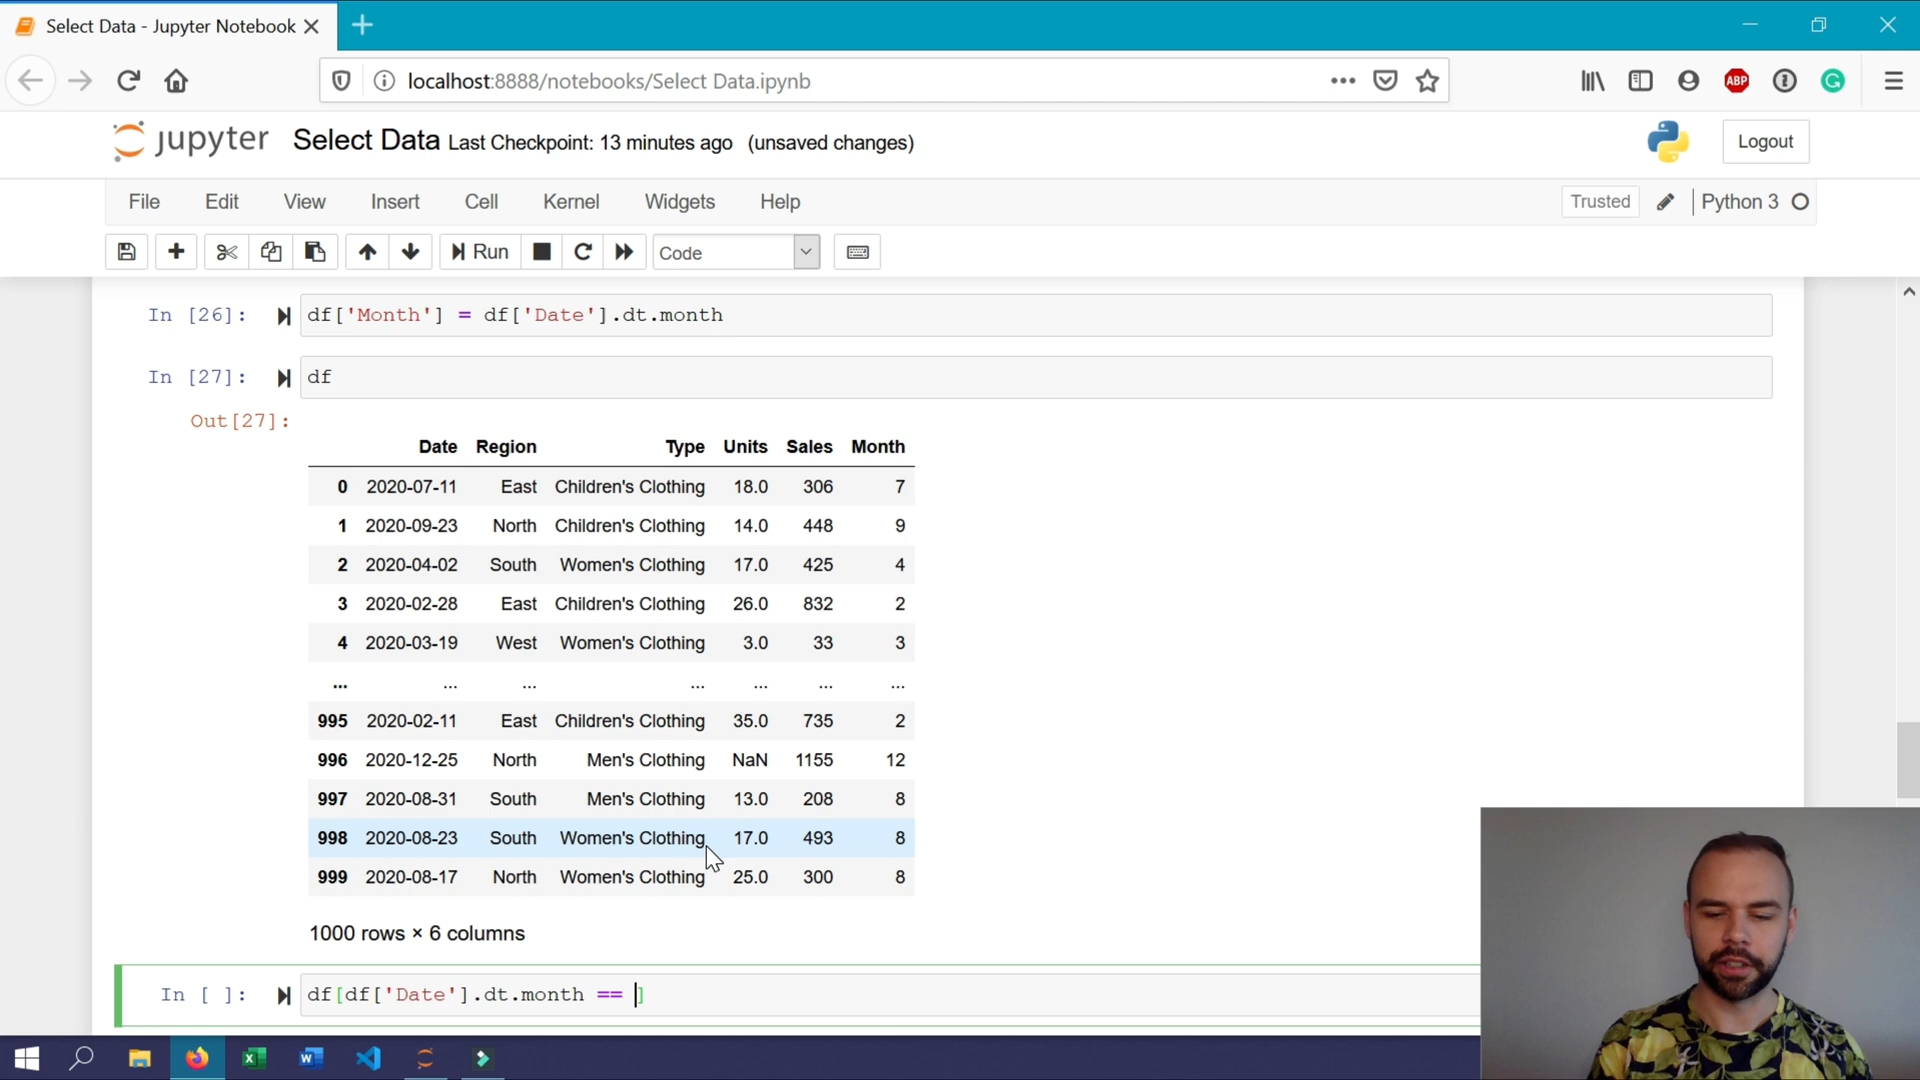 Select Data - Jupyter Notebook
localhost:8888/notebooks/Select Data.ipynb
ABP
jupyter Select Data Last Checkpoint: 13 minutes ago (unsaved changes)
Logout
File Edit View Insert Cell Kernel Widgets Help
Trusted Python 3
Run Code
In [26]: df['Month'] = df['Date'].dt.month
In [27]: df
Out[27]:
Date Region Type Units Sales Month
0 2020-07-11 East Children's Clothing 18.0 306 7
1 2020-09-23 North Children's Clothing 14.0 448 9
2 2020-04-02 South Women's Clothing 17.0 425 4
3 2020-02-28 East Children's Clothing 26.0 832 2
4 2020-03-19 West Women's Clothing 3.0 33 3
... ... ... ... ... ... ...
995 2020-02-11 East Children's Clothing 35.0 735 2
996 2020-12-25 North Men's Clothing NaN 1155 12
997 2020-08-31 South Men's Clothing 13.0 208 8
998 2020-08-23 South Women's Clothing 17.0 493 8
999 2020-08-17 North Women's Clothing 25.0 300 8
1000 rows × 6 columns
In [ ]: df[df['Date'].dt.month == ]